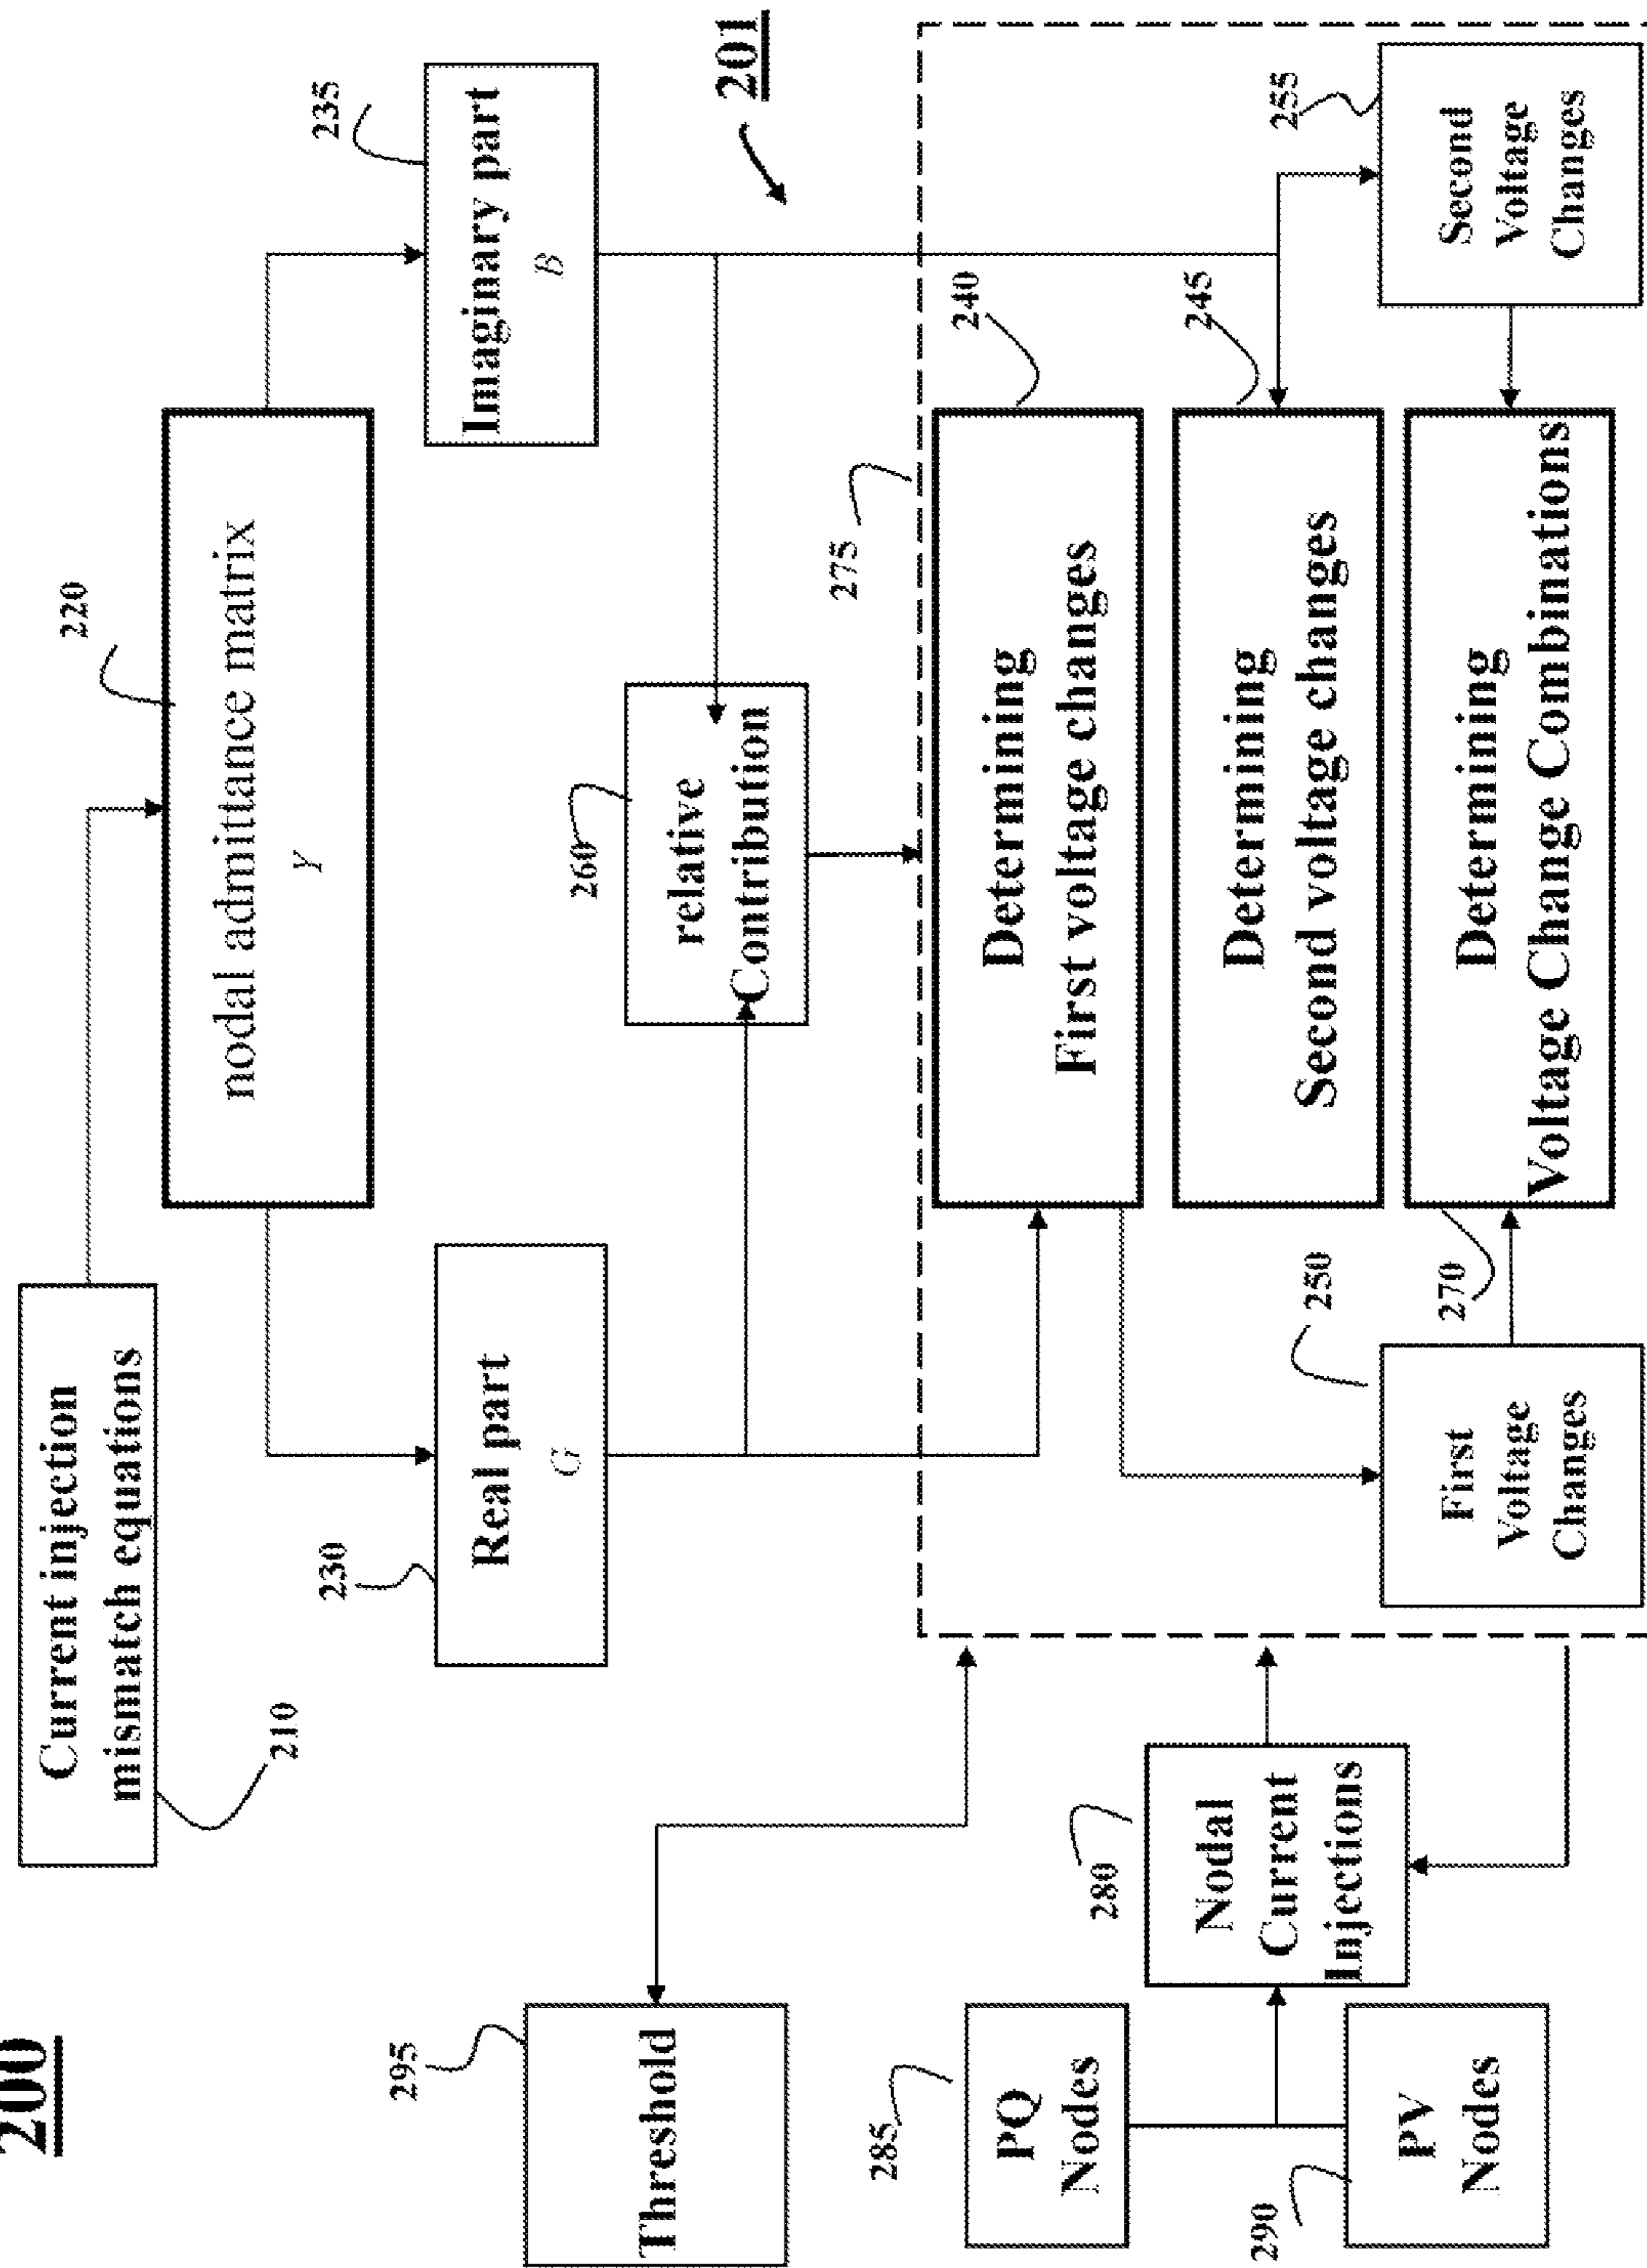 200
Current injection
mismatch equations
210
220
nodal admittance matrix
Y
230
Real part
G
235
Imaginary part
B
201
295
Threshold
260
relative
Contribution
275
240
Determining
First voltage changes
245
Determining
Second voltage changes
Determining
Voltage Change Combinations
270
250
First
Voltage
Changes
255
Second
Voltage
Changes
280
Nodal
Current
Injections
285
PQ
Nodes
290
PV
Nodes